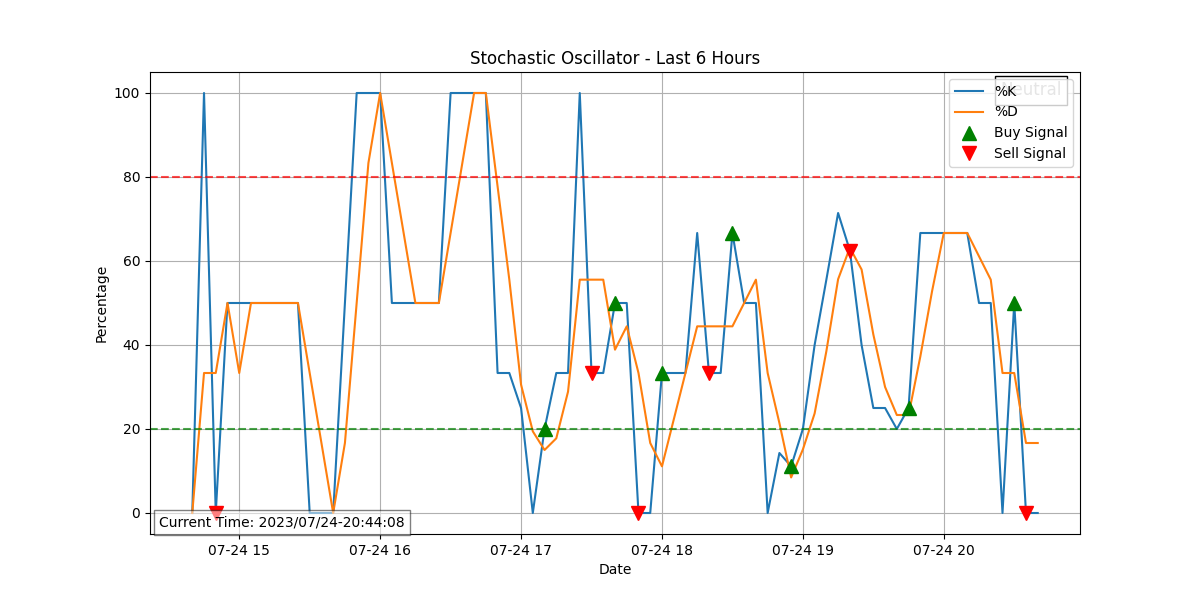 Stochastic Oscillator - Last 6 Hours
Neutral
%K
%D
Buy Signal
Sell Signal
100
80
60
40
20
0
Percentage
Current Time: 2023/07/24-20:44:08
07-24 15
07-24 16
07-24 17
07-24 18
07-24 19
07-24 20
Date